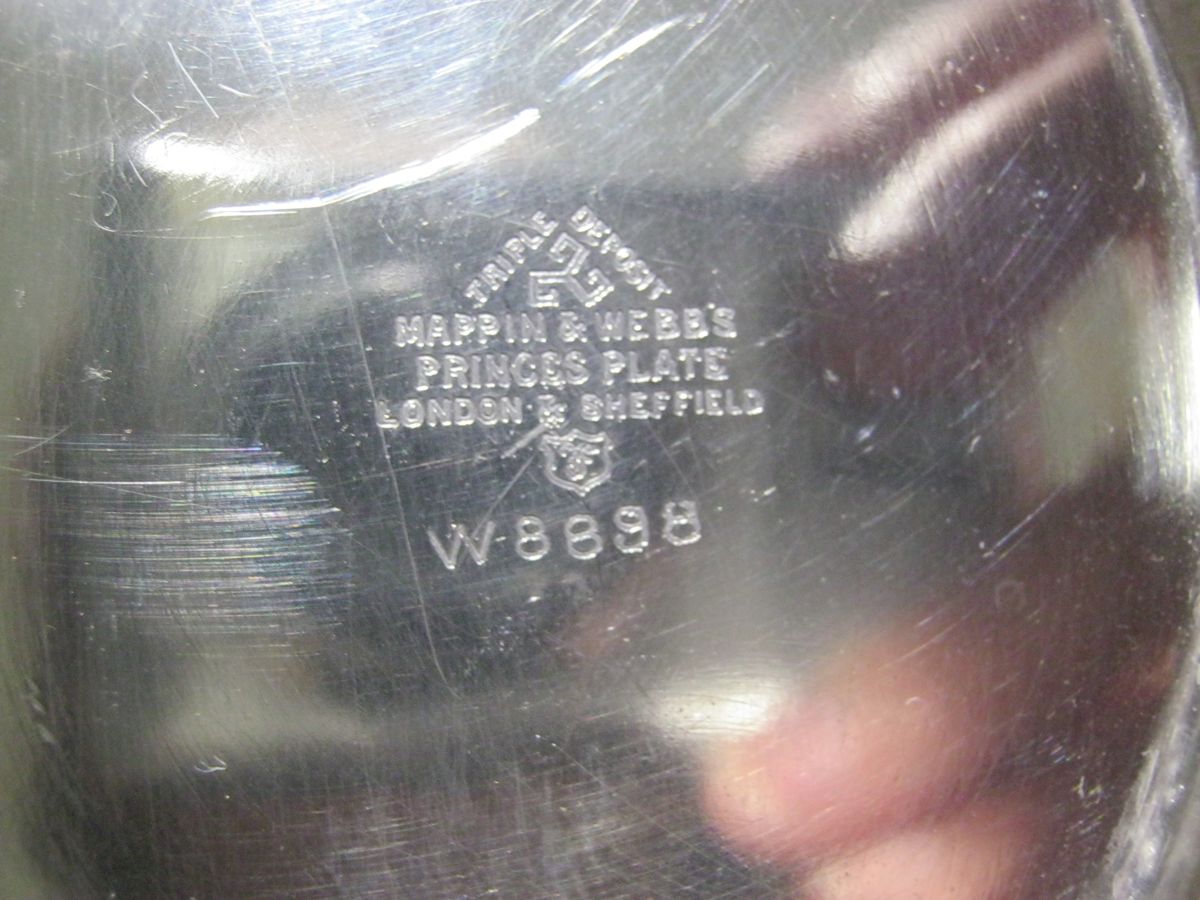 TRIPLE DEPOSIT
MAPPIN & WEBB'S
PRINCES PLATE
LONDON & SHEFFIELD
W8898